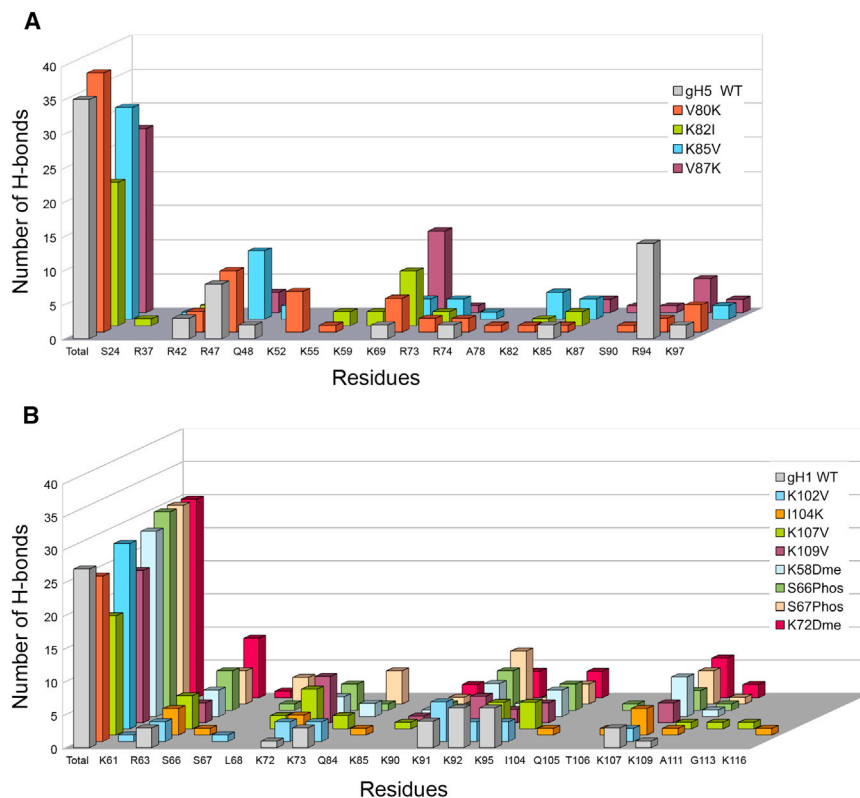 A
Number of H-bonds
40
35
30
25
20
15
10
5
0
gH5 WT
V80K
K82I
K85V
V87K
Total S24 R37 R42 R47 Q48 K52 K55 K59 K69 R73 R74 A78 K82 K85 K87 S90 R94 K97
Residues
B
Number of H-bonds
40
35
30
25
20
15
10
5
0
gH1 WT
K102V
I104K
K107V
K109V
K58Dme
S66Phos
S67Phos
K72Dme
Total K61 R63 S66 S67 L68 K72 K73 Q84 K85 K90 K91 K92 K95 I104 Q105 T106 K107 K109 A111 G113 K116
Residues